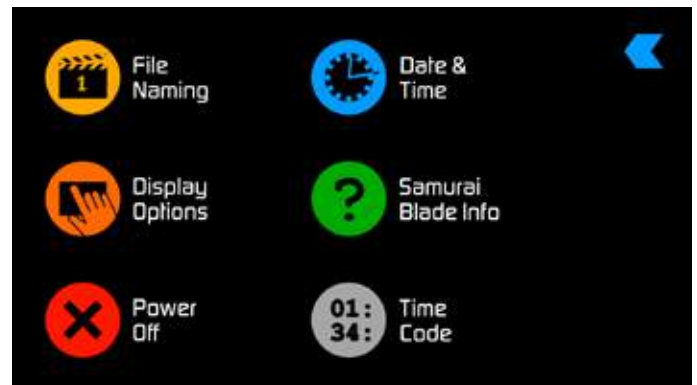 File
Naming
1
Date &
Time
Display
Options
?
Samurai
Blade Info
Power
Off
01:
34:
Time
Code